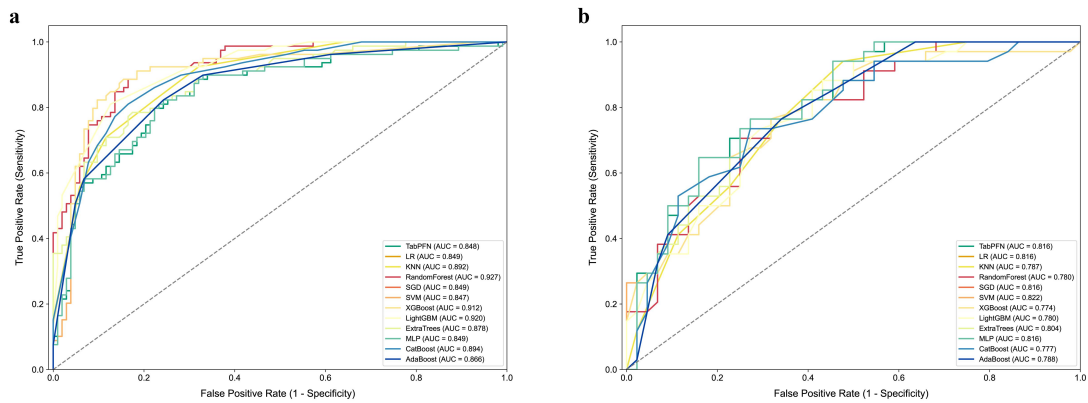 a
True Positive Rate (Sensitivity)
1.0
0.8
0.6
0.4
0.2
0.0
TabPFN (AUC = 0.848)
LR (AUC = 0.849)
KNN (AUC = 0.892)
RandomForest (AUC = 0.927)
SGD (AUC = 0.849)
SVM (AUC = 0.847)
XGBoost (AUC = 0.912)
LightGBM (AUC = 0.920)
ExtraTrees (AUC = 0.878)
MLP (AUC = 0.849)
CatBoost (AUC = 0.894)
AdaBoost (AUC = 0.866)
0.0 0.2 0.4 0.6 0.8 1.0
False Positive Rate (1 - Specificity)
b
True Positive Rate (Sensitivity)
1.0
0.8
0.6
0.4
0.2
0.0
TabPFN (AUC = 0.816)
LR (AUC = 0.816)
KNN (AUC = 0.787)
RandomForest (AUC = 0.780)
SGD (AUC = 0.816)
SVM (AUC = 0.822)
XGBoost (AUC = 0.774)
LightGBM (AUC = 0.780)
ExtraTrees (AUC = 0.804)
MLP (AUC = 0.816)
CatBoost (AUC = 0.777)
AdaBoost (AUC = 0.788)
0.0 0.2 0.4 0.6 0.8 1.0
False Positive Rate (1 - Specificity)